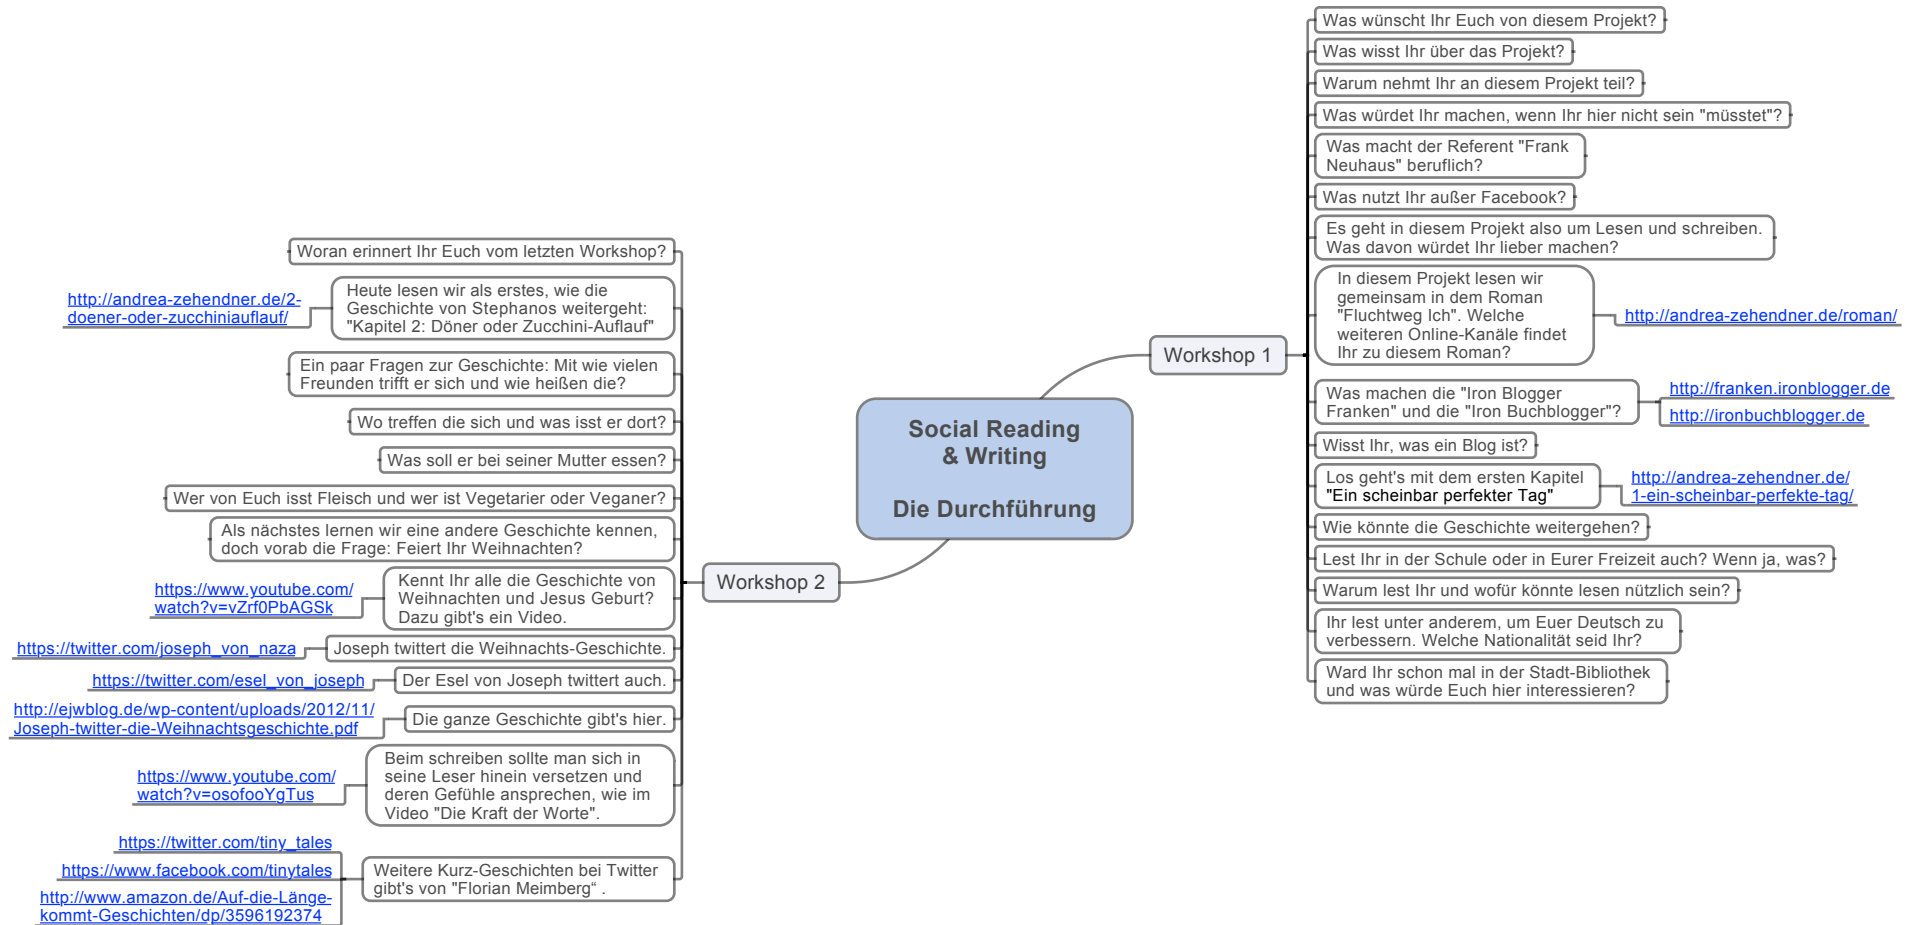 Social Reading
& Writing
Die Durchführung
Workshop 1
Was wünscht Ihr Euch von diesem Projekt?
Was wisst Ihr über das Projekt?
Warum nehmt Ihr an diesem Projekt teil?
Was würdet Ihr machen, wenn Ihr hier nicht sein "müsstet"?
Was macht der Referent "Frank
Neuhaus" beruflich?
Was nutzt Ihr außer Facebook?
Es geht in diesem Projekt also um Lesen und schreiben.
Was davon würdet Ihr lieber machen?
In diesem Projekt lesen wir
gemeinsam in dem Roman
"Fluchtweg Ich". Welche
weiteren Online-Kanäle findet
Ihr zu diesem Roman?
http://andrea-zehendner.de/roman/
Was machen die "Iron Blogger
Franken" und die "Iron Buchblogger"?
http://franken.ironblogger.de
http://ironbuchblogger.de
Wisst Ihr, was ein Blog ist?
Los geht's mit dem ersten Kapitel
"Ein scheinbar perfekter Tag"
http://andrea-zehendner.de/
1-ein-scheinbar-perfekte-tag/
Wie könnte die Geschichte weitergehen?
Lest Ihr in der Schule oder in Eurer Freizeit auch? Wenn ja, was?
Warum lest Ihr und wofür könnte lesen nützlich sein?
Ihr lest unter anderem, um Euer Deutsch zu
verbessern. Welche Nationalität seid Ihr?
Ward Ihr schon mal in der Stadt-Bibliothek
und was würde Euch hier interessieren?
Workshop 2
Woran erinnert Ihr Euch vom letzten Workshop?
Heute lesen wir als erstes, wie die
Geschichte von Stephanos weitergeht:
"Kapitel 2: Döner oder Zucchini-Auflauf"
http://andrea-zehendner.de/2-
doener-oder-zucchiniauflauf/
Ein paar Fragen zur Geschichte: Mit wie vielen
Freunden trifft er sich und wie heißen die?
Wo treffen die sich und was isst er dort?
Was soll er bei seiner Mutter essen?
Wer von Euch isst Fleisch und wer ist Vegetarier oder Veganer?
Als nächstes lernen wir eine andere Geschichte kennen,
doch vorab die Frage: Feiert Ihr Weihnachten?
Kennt Ihr alle die Geschichte von
Weihnachten und Jesus Geburt?
Dazu gibt's ein Video.
https://www.youtube.com/
watch?v=vZrf0PbAGSk
Joseph twittert die Weihnachts-Geschichte.
https://twitter.com/joseph_von_naza
Der Esel von Joseph twittert auch.
https://twitter.com/esel_von_joseph
Die ganze Geschichte gibt's hier.
http://ejwblog.de/wp-content/uploads/2012/11/
Joseph-twitter-die-Weihnachtsgeschichte.pdf
Beim schreiben sollte man sich in
seine Leser hinein versetzen und
deren Gefühle ansprechen, wie im
Video "Die Kraft der Worte".
https://www.youtube.com/
watch?v=osofooYgTus
Weitere Kurz-Geschichten bei Twitter
gibt's von "Florian Meimberg“ .
https://twitter.com/tiny_tales
https://www.facebook.com/tinytales
http://www.amazon.de/Auf-die-Länge-
kommt-Geschichten/dp/3596192374